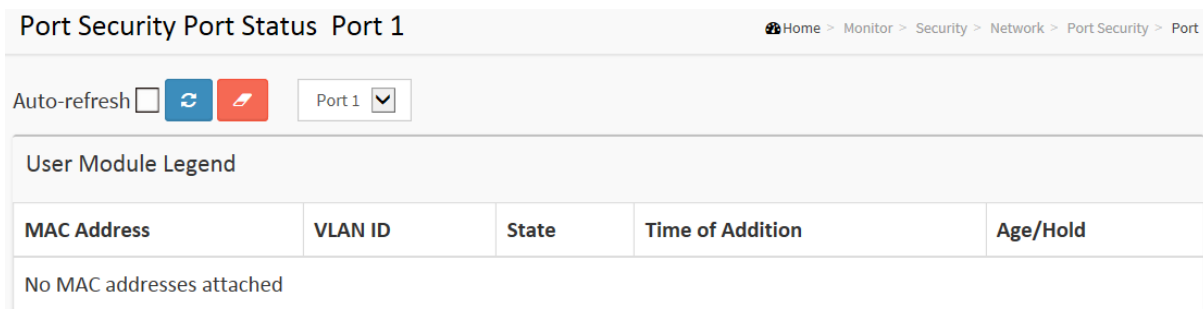 Port Security Port Status Port 1
Home > Monitor > Security > Network > Port Security > Port
Auto-refresh
Port 1
User Module Legend
MAC Address VLAN ID State Time of Addition Age/Hold
No MAC addresses attached